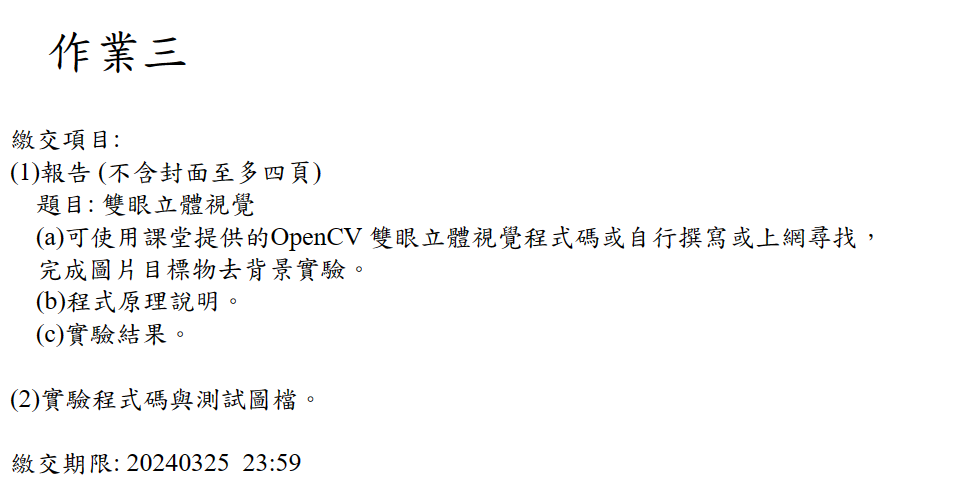 作業三
繳交項目:
(1)報告 (不含封面至多四頁)
題目: 雙眼立體視覺
(a)可使用課堂提供的OpenCV 雙眼立體視覺程式碼或自行撰寫或上網尋找，
完成圖片目標物去背景實驗。
(b)程式原理說明。
(c)實驗結果。
(2)實驗程式碼與測試圖檔。
繳交期限: 20240325 23:59